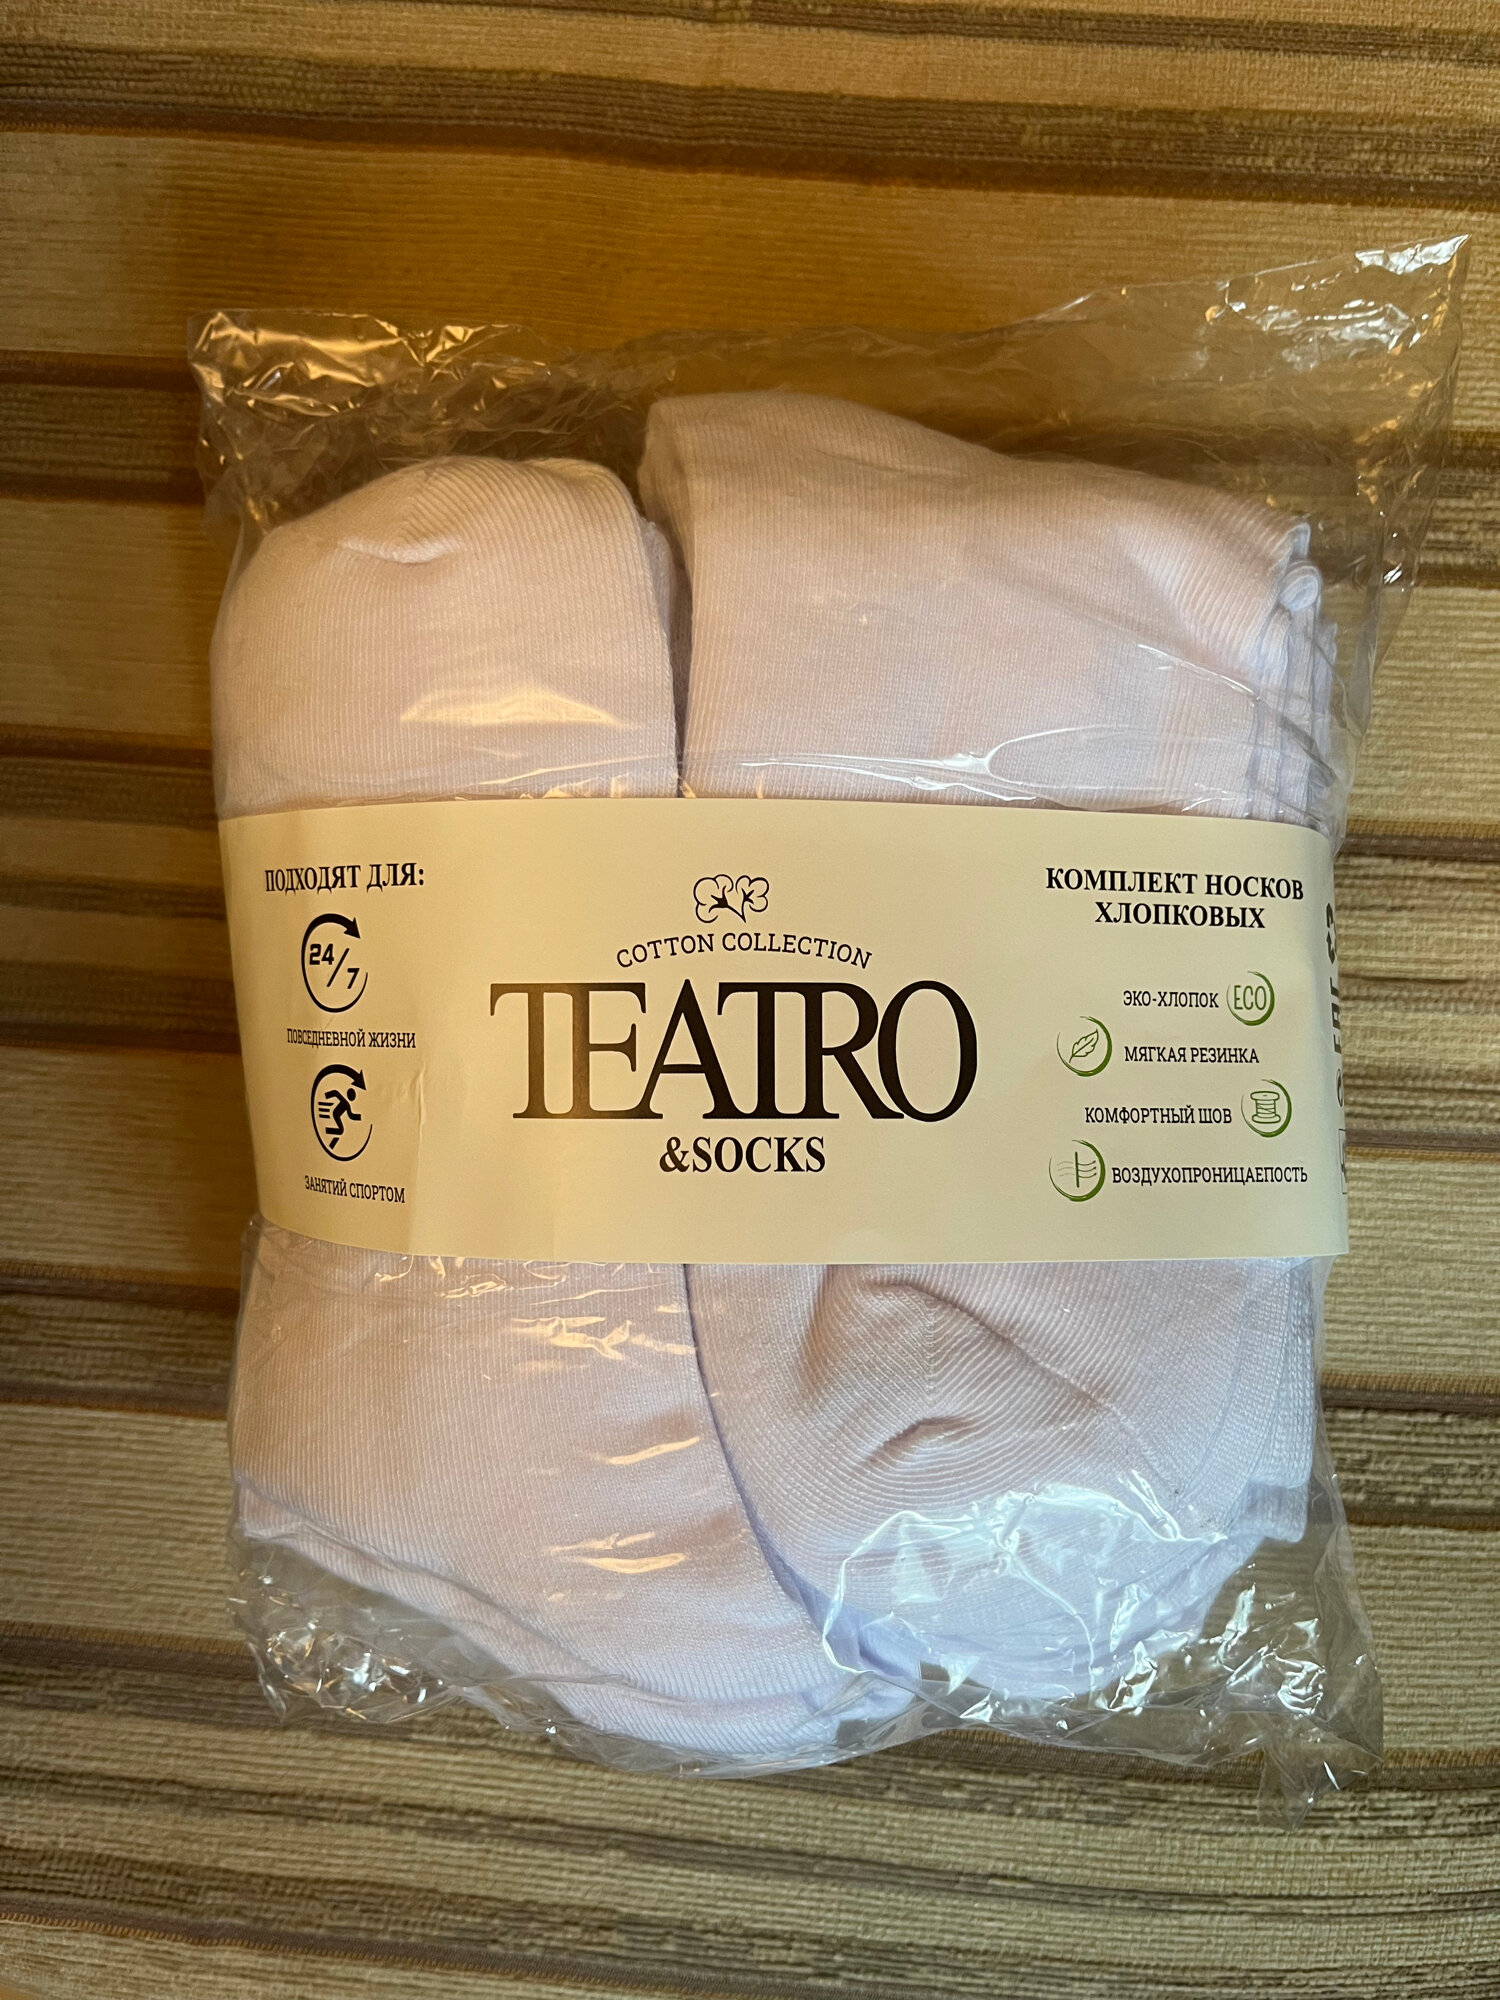 ПОДХОДЯТ ДЛЯ:
24/7
ПОВСЕДНЕВНОЙ ЖИЗНИ
ЗАНЯТИЙ СПОРТОМ
COTTON COLLECTION
TEATRO
&SOCKS
КОМПЛЕКТ НОСКОВ
ХЛОПКОВЫХ
ЭКО-ХЛОПОК ECO
МЯГКАЯ РЕЗИНКА
КОМФОРТНЫЙ ШОВ
ВОЗДУХОПРОНИЦАЕПОСТЬ